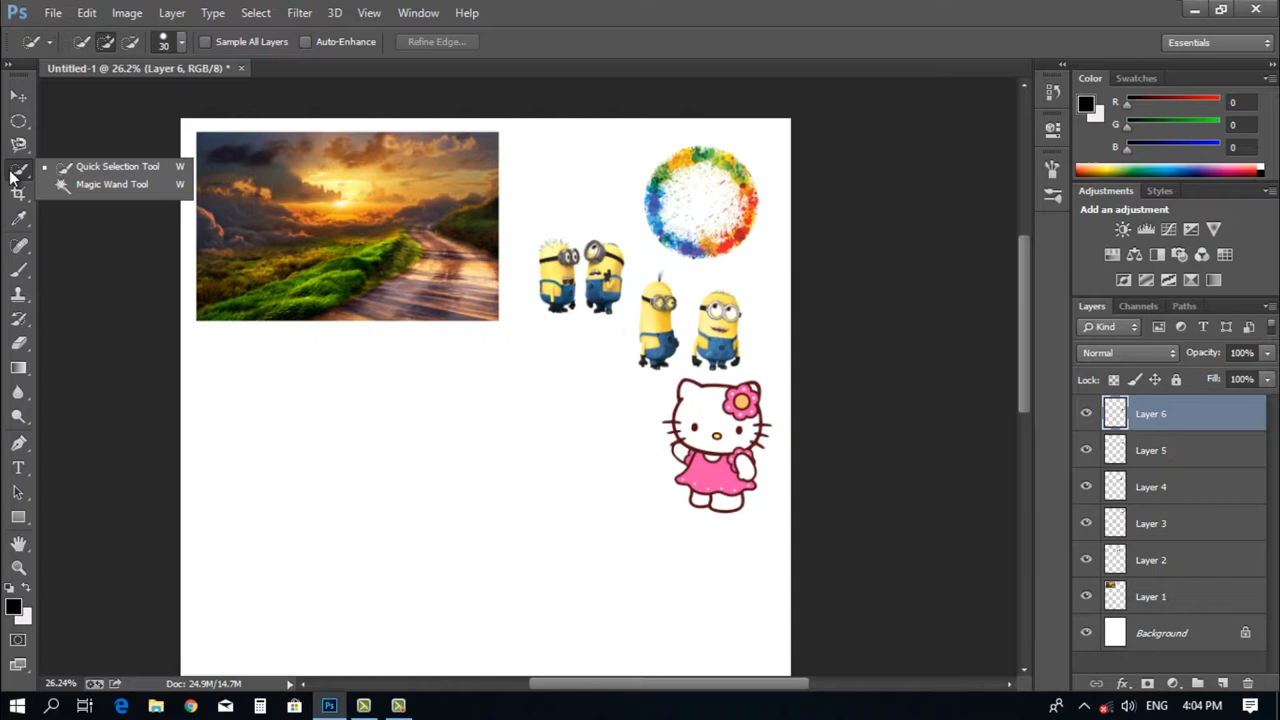 Ps File Edit Image Layer Type Select Filter 3D View Window Help
30 Sample All Layers Auto-Enhance Refine Edge... Essentials
Untitled-1 @ 26.2% (Layer 6, RGB/8) * ×
Color Swatches
R 0
G 0
B 0
Quick Selection Tool W
Magic Wand Tool W
Adjustments Styles
Add an adjustment
Layers Channels Paths
Kind
Normal Opacity: 100%
Lock: Fill: 100%
Layer 6
Layer 5
Layer 4
Layer 3
Layer 2
Layer 1
Background
26.24% Doc: 24.9M/14.7M
Ps ENG 4:04 PM